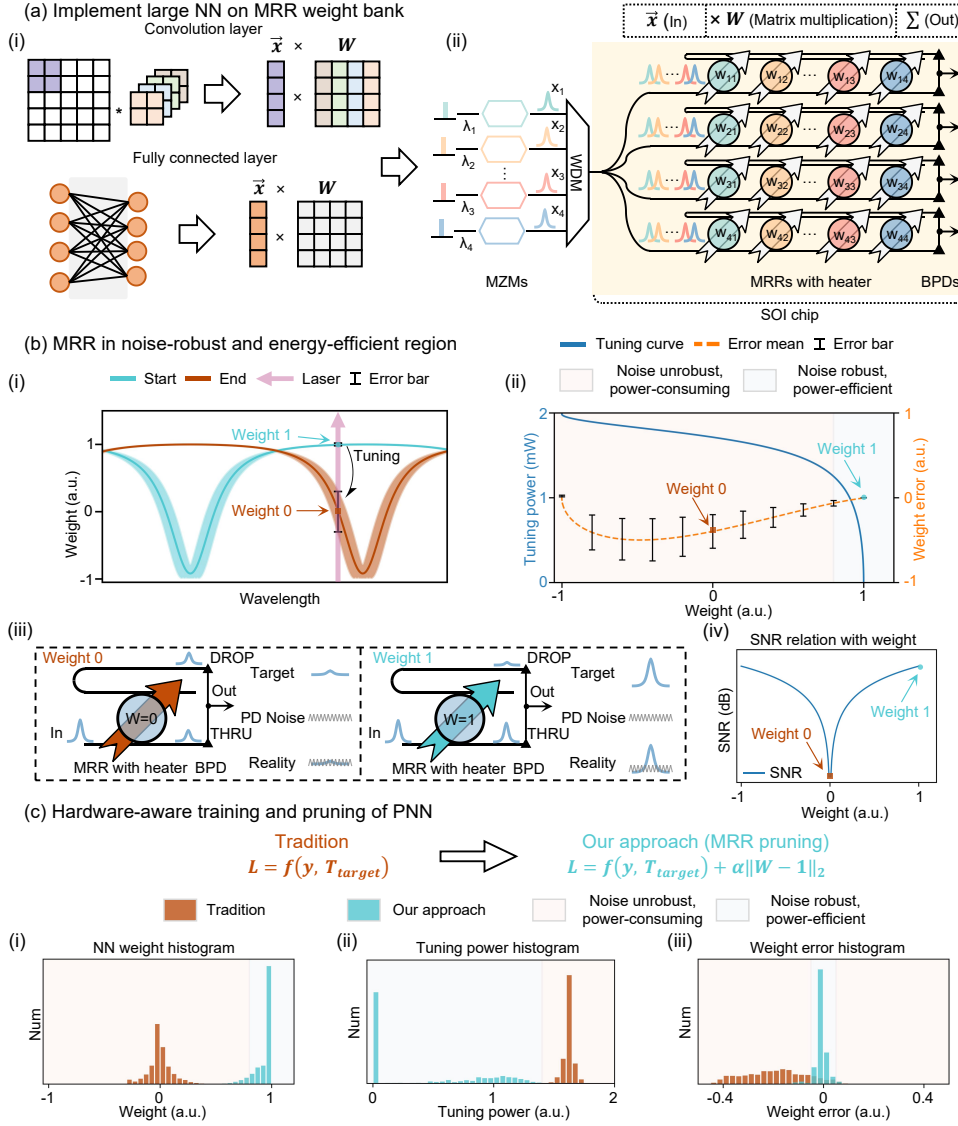 (a) Implement large NN on MRR weight bank
(i)
Convolution layer
x⃗ × W
*
×
Fully connected layer
x⃗ × W
×
(ii)
x⃗ (In) × W (Matrix multiplication) ∑ (Out)
λ1 x1
λ2 x2
⋮
λ3 x3
λ4 x4
MZMs
WDM
··· W11 W12 ··· W13 W14
··· W21 W22 ··· W23 W24
··· W31 W32 ··· W33 W34
··· W41 W42 ··· W43 W44
MRRs with heater BPDs
SOI chip
(b) MRR in noise-robust and energy-efficient region
(i)
Start End Laser Error bar
Weight 1
Tuning
Weight 0
Weight (a.u.)
1
0
-1
Wavelength
(ii)
Tuning curve Error mean Error bar
Noise unrobust, power-consuming
Noise robust, power-efficient
Tuning power (mW)
2
1
0
Weight 0
Weight 1
Weight error (a.u.)
1
0
-1
-1 0 1
Weight (a.u.)
(iii)
Weight 0
DROP
Out
W=0
In
THRU
MRR with heater BPD
Target
PD Noise
Reality
Weight 1
DROP
Out
W=1
In
THRU
MRR with heater BPD
Target
PD Noise
Reality
(iv)
SNR relation with weight
SNR (dB)
Weight 1
Weight 0
SNR
-1 0 1
Weight (a.u.)
(c) Hardware-aware training and pruning of PNN
Tradition
L = f(y, Ttarget)
Our approach (MRR pruning)
L = f(y, Ttarget) + α‖W − 1‖2
Tradition Our approach
Noise unrobust, power-consuming
Noise robust, power-efficient
(i)
NN weight histogram
Num
-1 0 1
Weight (a.u.)
(ii)
Tuning power histogram
Num
0 1 2
Tuning power (a.u.)
(iii)
Weight error histogram
Num
-0.4 0 0.4
Weight error (a.u.)